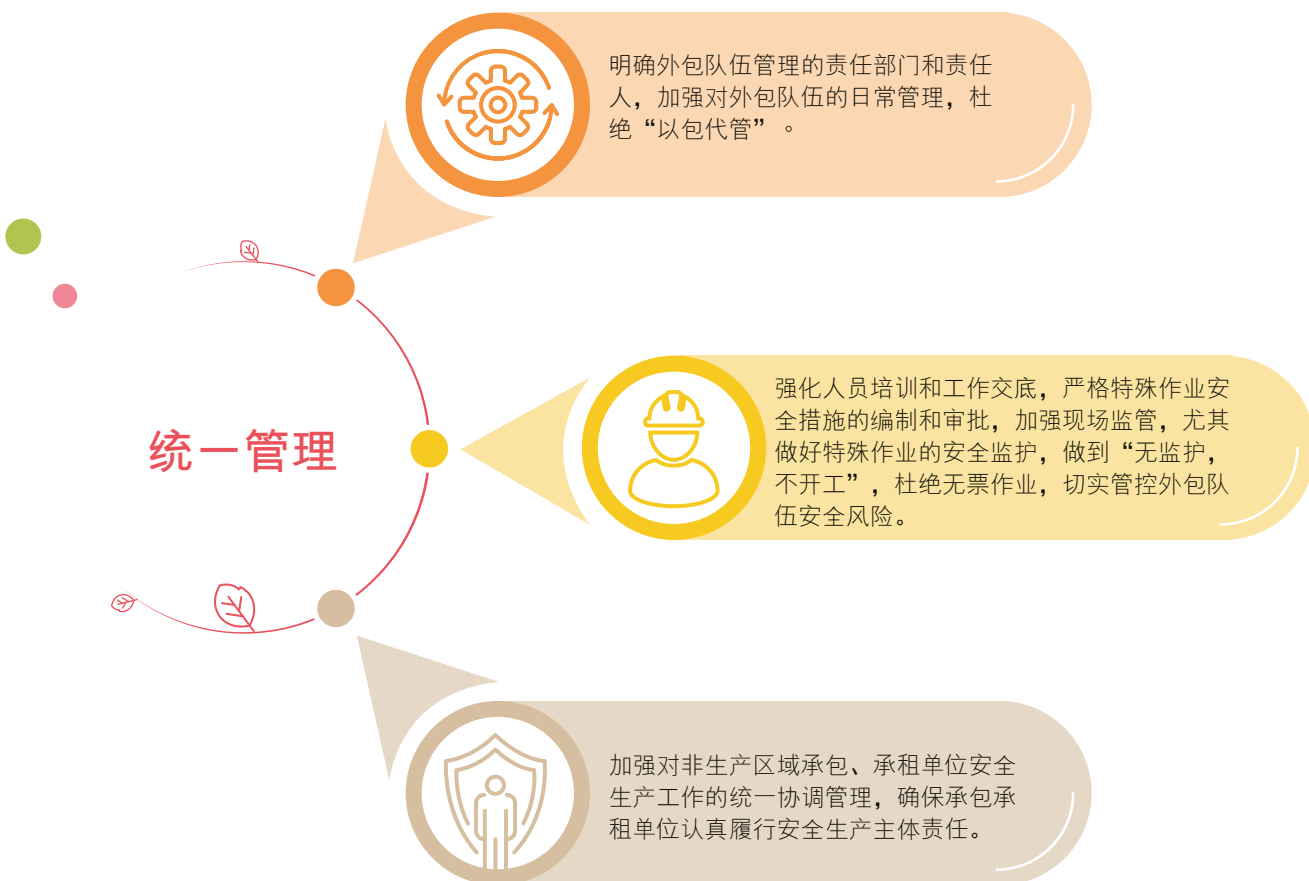 明确外包队伍管理的责任部门和责任
人，加强对外包队伍的日常管理，杜
绝“以包代管”。
统一管理
强化人员培训和工作交底，严格特殊作业安
全措施的编制和审批，加强现场监管，尤其
做好特殊作业的安全监护，做到“无监护，
不开工”，杜绝无票作业，切实管控外包队
伍安全风险。
加强对非生产区域承包、承租单位安全
生产工作的统一协调管理，确保承包承
租单位认真履行安全生产主体责任。